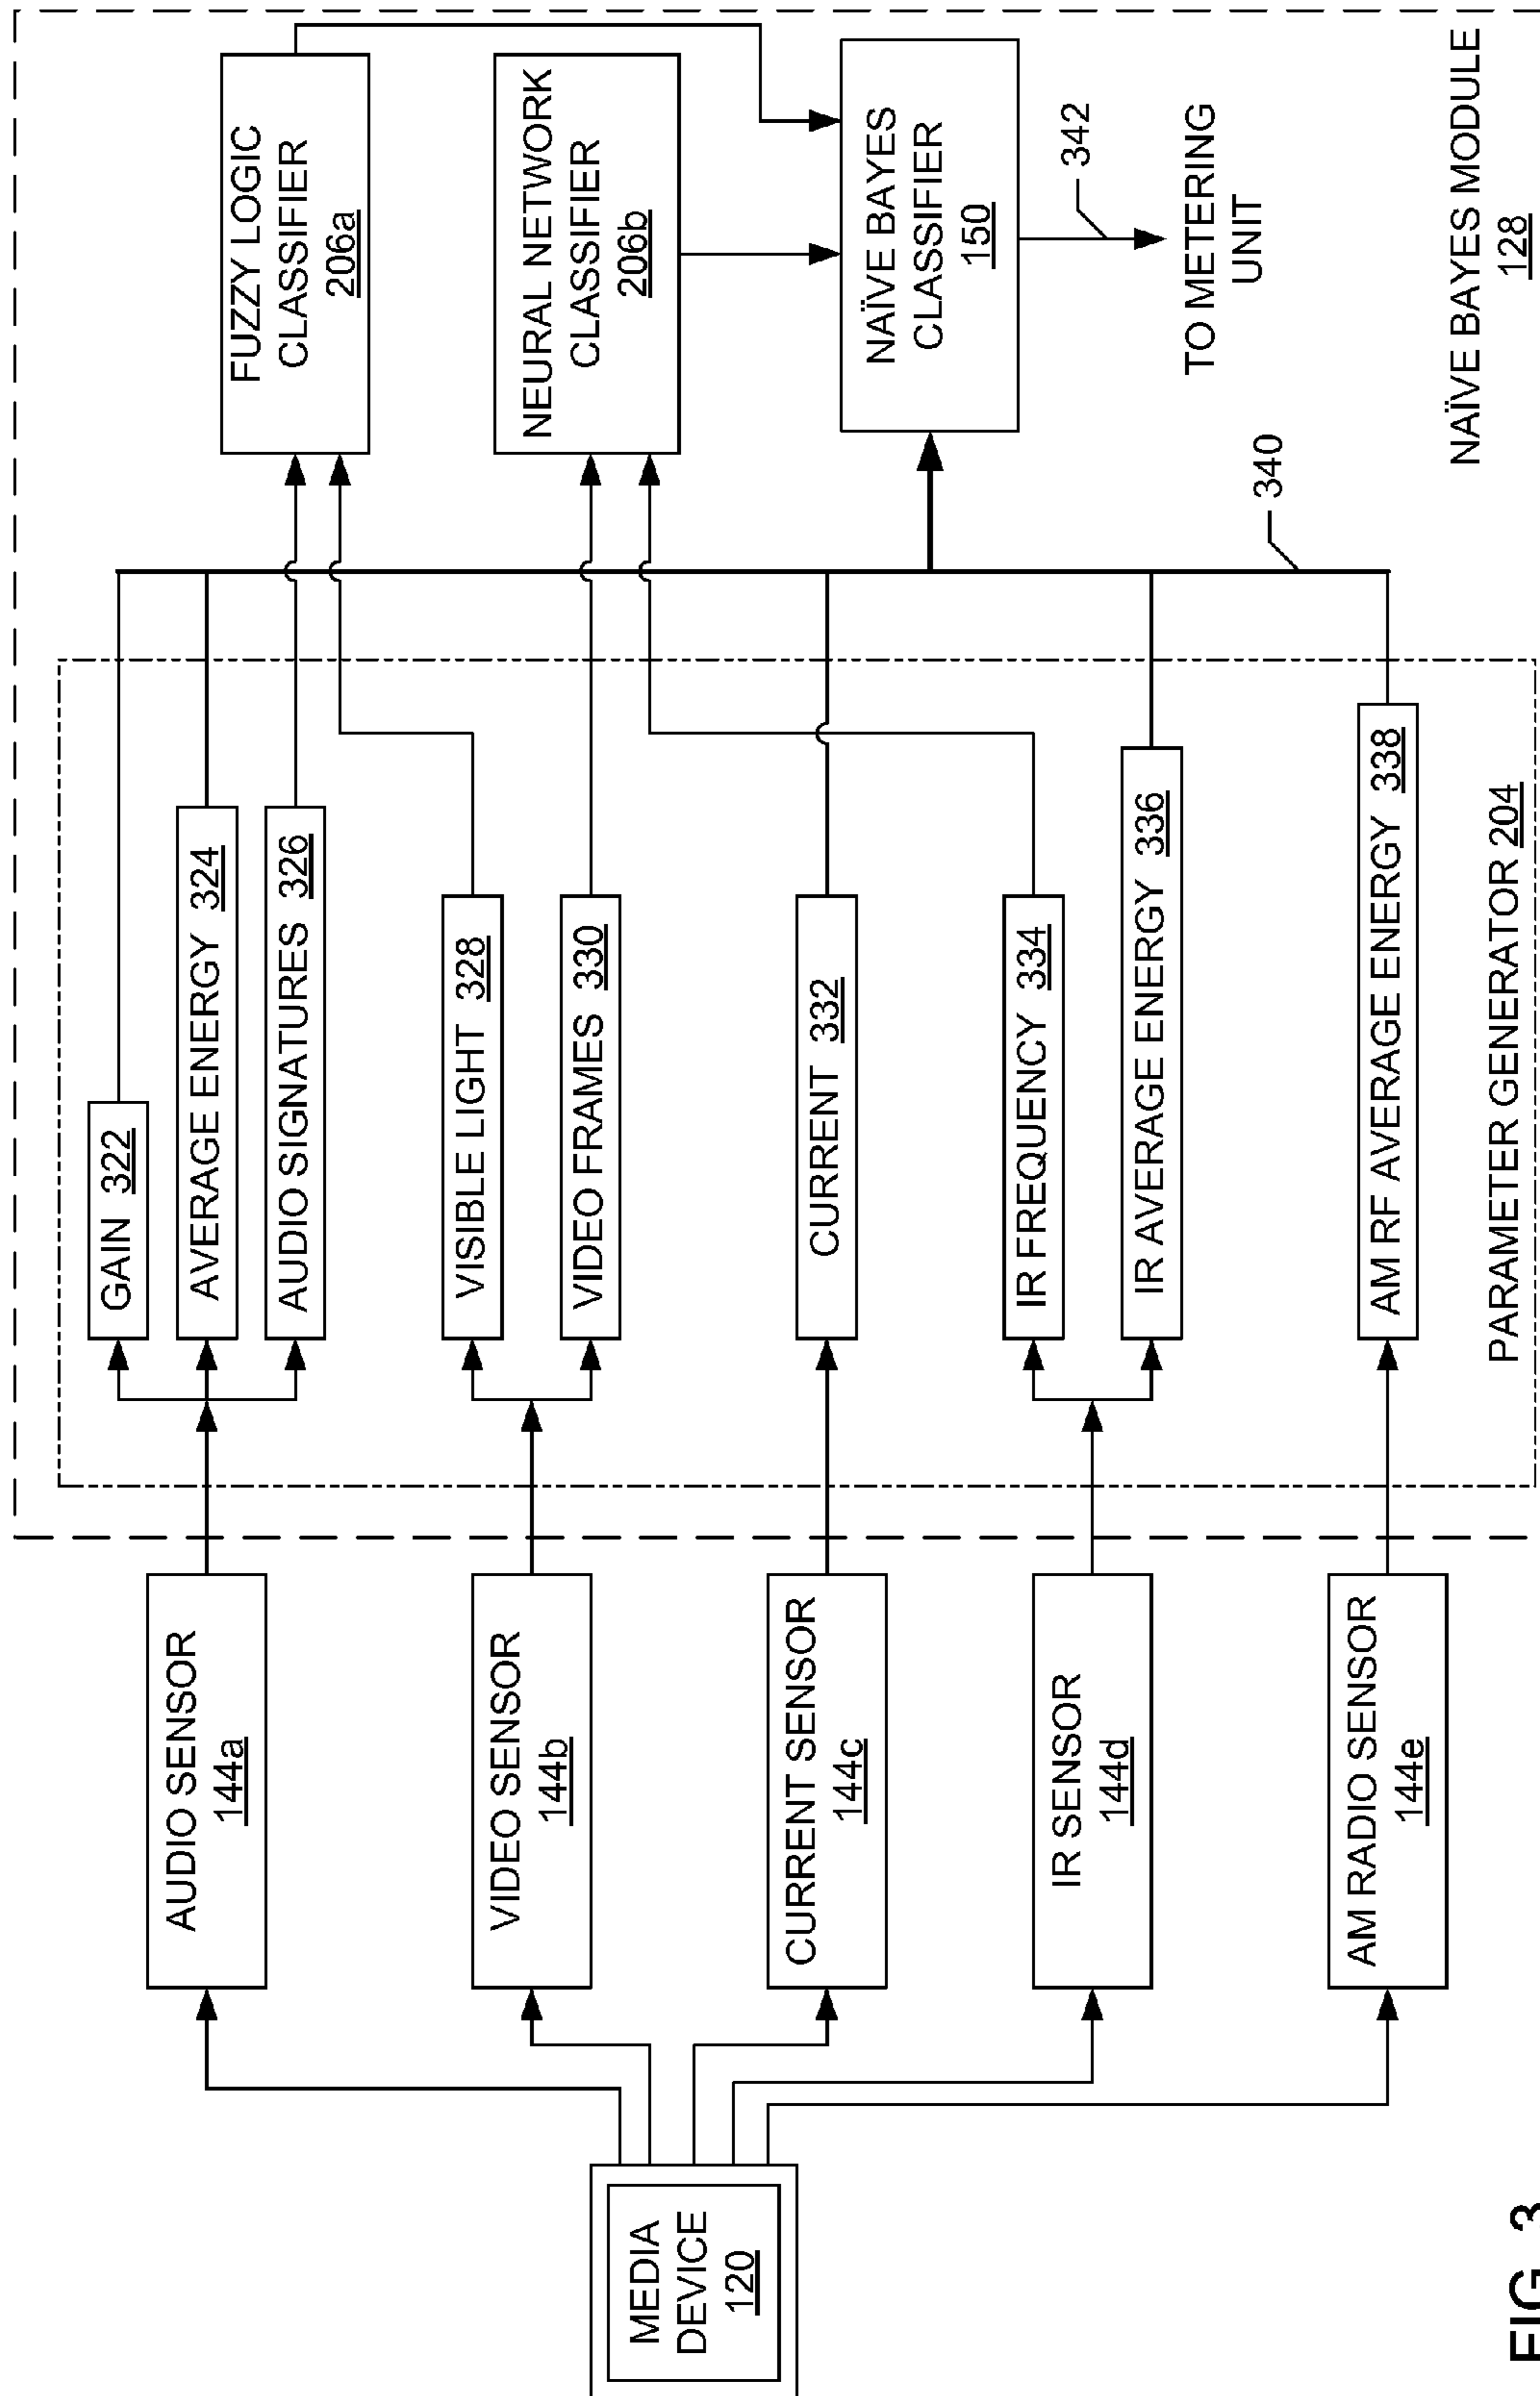 MEDIA
DEVICE
120
AUDIO SENSOR
144a
VIDEO SENSOR
144b
CURRENT SENSOR
144c
IR SENSOR
144d
AM RADIO SENSOR
144e
GAIN 322
AVERAGE ENERGY 324
AUDIO SIGNATURES 326
VISIBLE LIGHT 328
VIDEO FRAMES 330
CURRENT 332
IR FREQUENCY 334
IR AVERAGE ENERGY 336
AM RF AVERAGE ENERGY 338
PARAMETER GENERATOR 204
FUZZY LOGIC
CLASSIFIER
206a
NEURAL NETWORK
CLASSIFIER
206b
NAÏVE BAYES
CLASSIFIER
150
342
TO METERING
UNIT
340
NAÏVE BAYES MODULE
128
FIG. 3